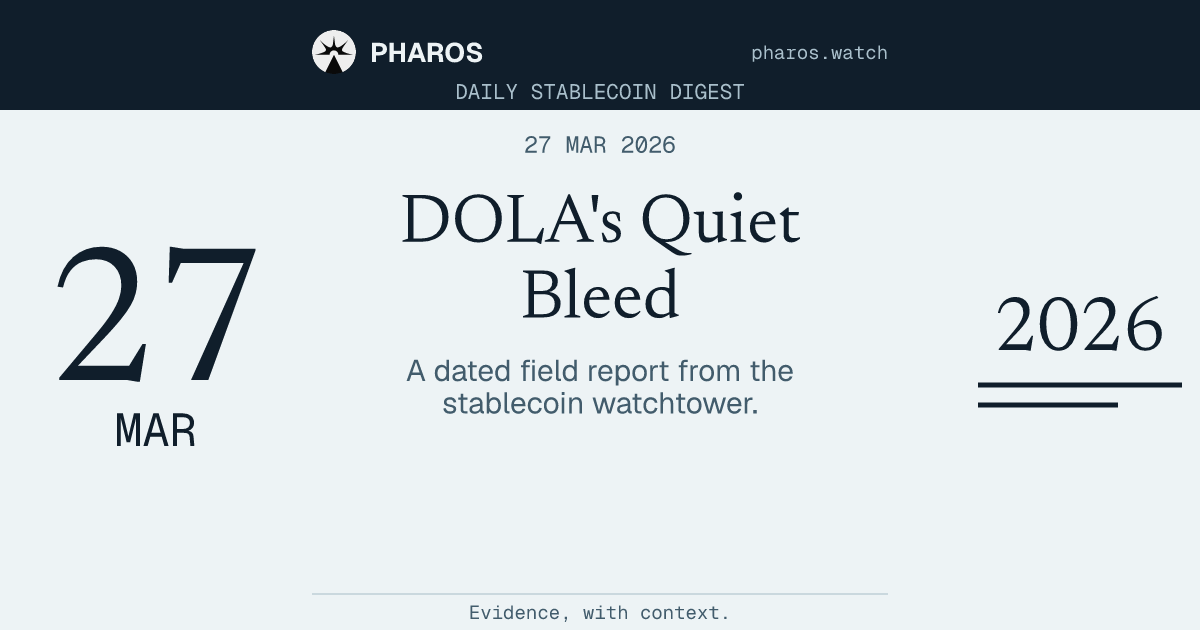 PHAROS
pharos.watch
DAILY STABLECOIN DIGEST
27 MAR 2026
DOLA's Quiet
Bleed
A dated field report from the
stablecoin watchtower.
27
MAR
2026
Evidence, with context.